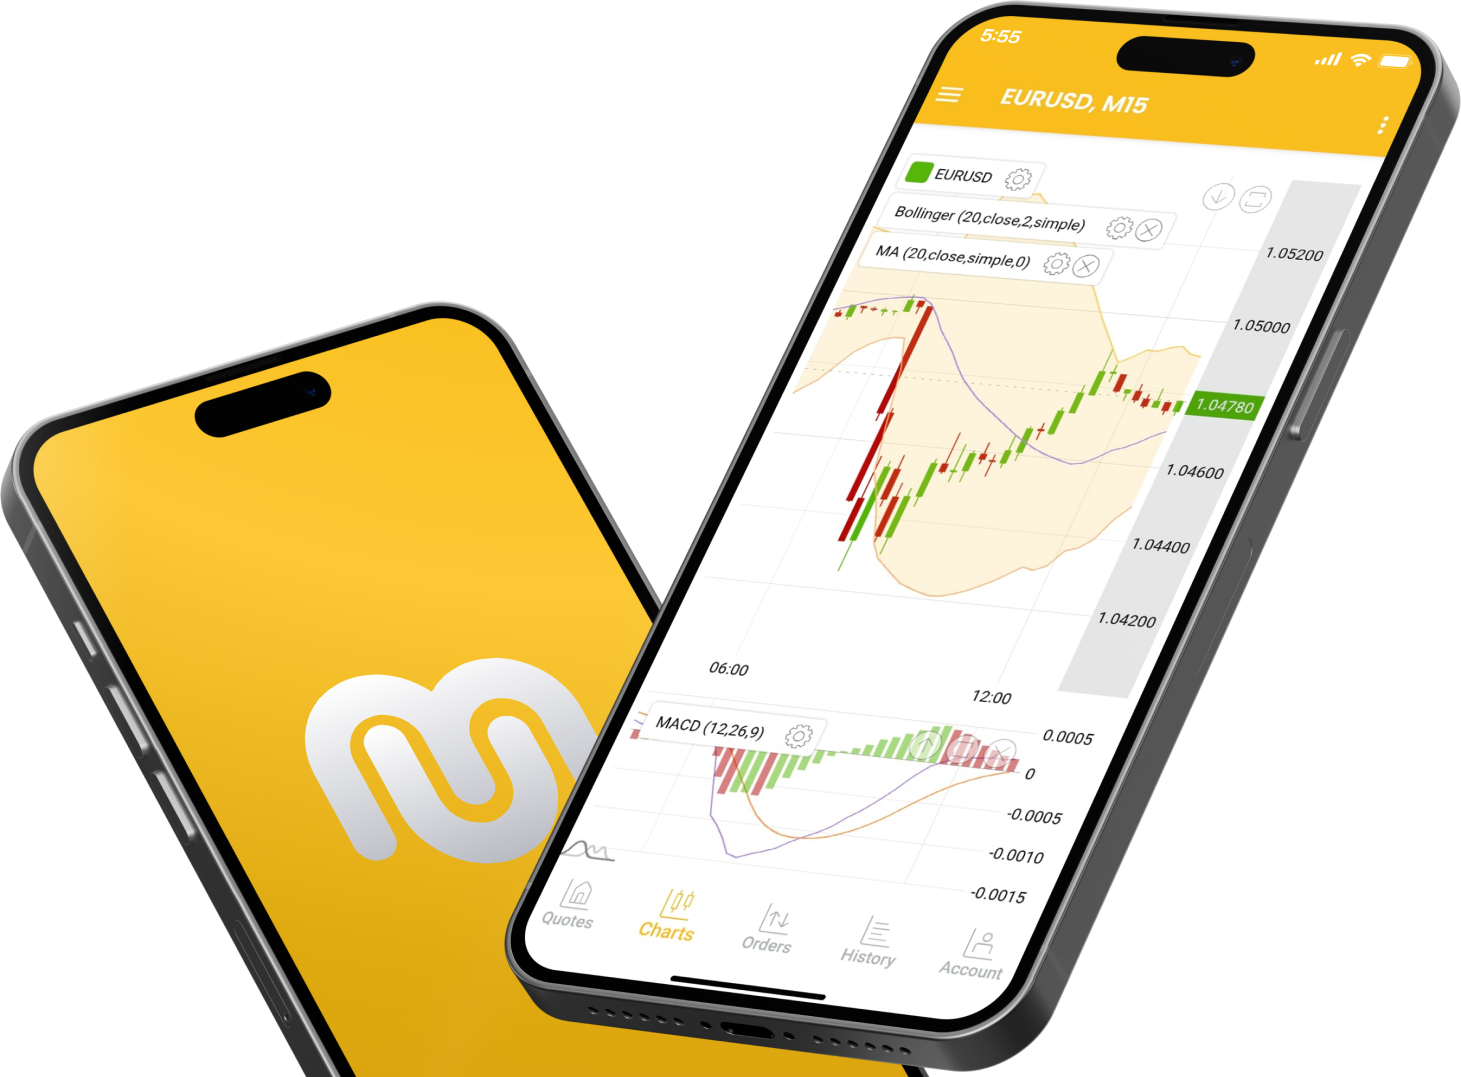 5:55
EURUSD, M15
EURUSD
Bollinger (20,close,2,simple)
MA (20,close,simple,0)
1.05200
1.05000
1.04780
1.04600
1.04400
1.04200
06:00
12:00
MACD (12,26,9)
0.0005
0
-0.0005
-0.0010
-0.0015
Quotes
Charts
Orders
History
Account